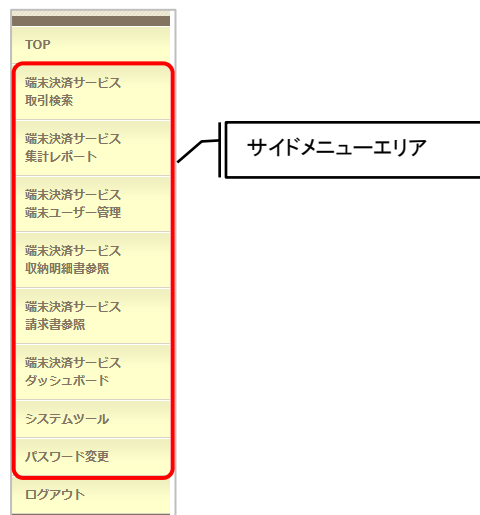 TOP
端末決済サービス
取引検索
端末決済サービス
集計レポート
端末決済サービス
端末ユーザー管理
端末決済サービス
収納明細書参照
端末決済サービス
請求書参照
端末決済サービス
ダッシュボード
システムツール
パスワード変更
ログアウト
サイドメニューエリア